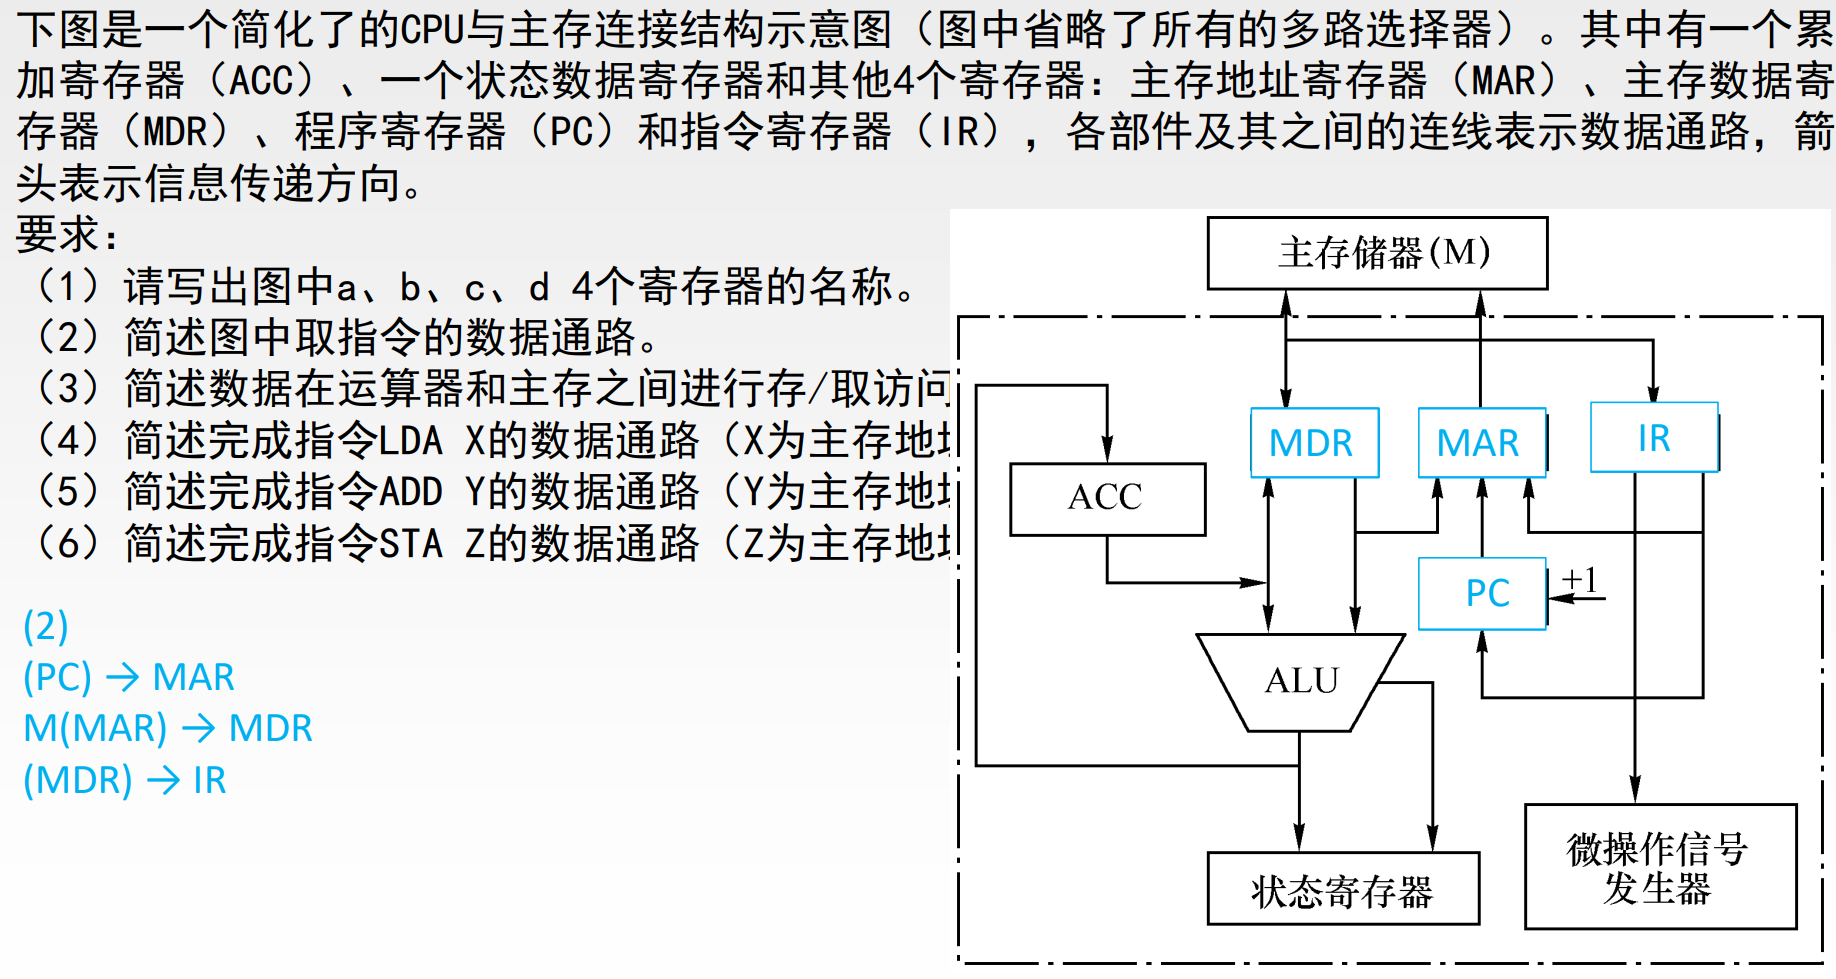 下图是一个简化了的CPU与主存连接结构示意图（图中省略了所有的多路选择器）。其中有一个累
加寄存器（ACC）、一个状态数据寄存器和其他4个寄存器：主存地址寄存器（MAR）、主存数据寄
存器（MDR）、程序寄存器（PC）和指令寄存器（IR），各部件及其之间的连线表示数据通路，箭
头表示信息传递方向。
要求：
（1）请写出图中a、b、c、d 4个寄存器的名称。
（2）简述图中取指令的数据通路。
（3）简述数据在运算器和主存之间进行存/取访问
（4）简述完成指令LDA X的数据通路（X为主存地
（5）简述完成指令ADD Y的数据通路（Y为主存地
（6）简述完成指令STA Z的数据通路（Z为主存地
(2)
(PC) → MAR
M(MAR) → MDR
(MDR) → IR
主存储器(M)
MDR
MAR
IR
ACC
PC
+1
ALU
状态寄存器
微操作信号
发生器